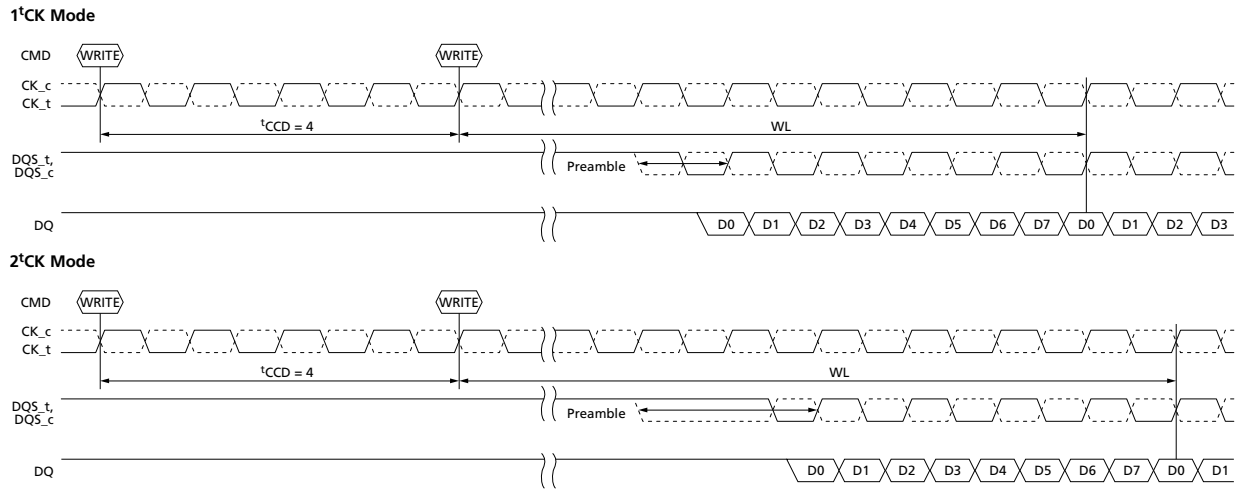 1tCK Mode
CMD WRITE WRITE
CK_c
CK_t
tCCD = 4 WL
DQS_t,
DQS_c
Preamble
DQ D0 D1 D2 D3 D4 D5 D6 D7 D0 D1 D2 D3
2tCK Mode
CMD WRITE WRITE
CK_c
CK_t
tCCD = 4 WL
DQS_t,
DQS_c
Preamble
DQ D0 D1 D2 D3 D4 D5 D6 D7 D0 D1